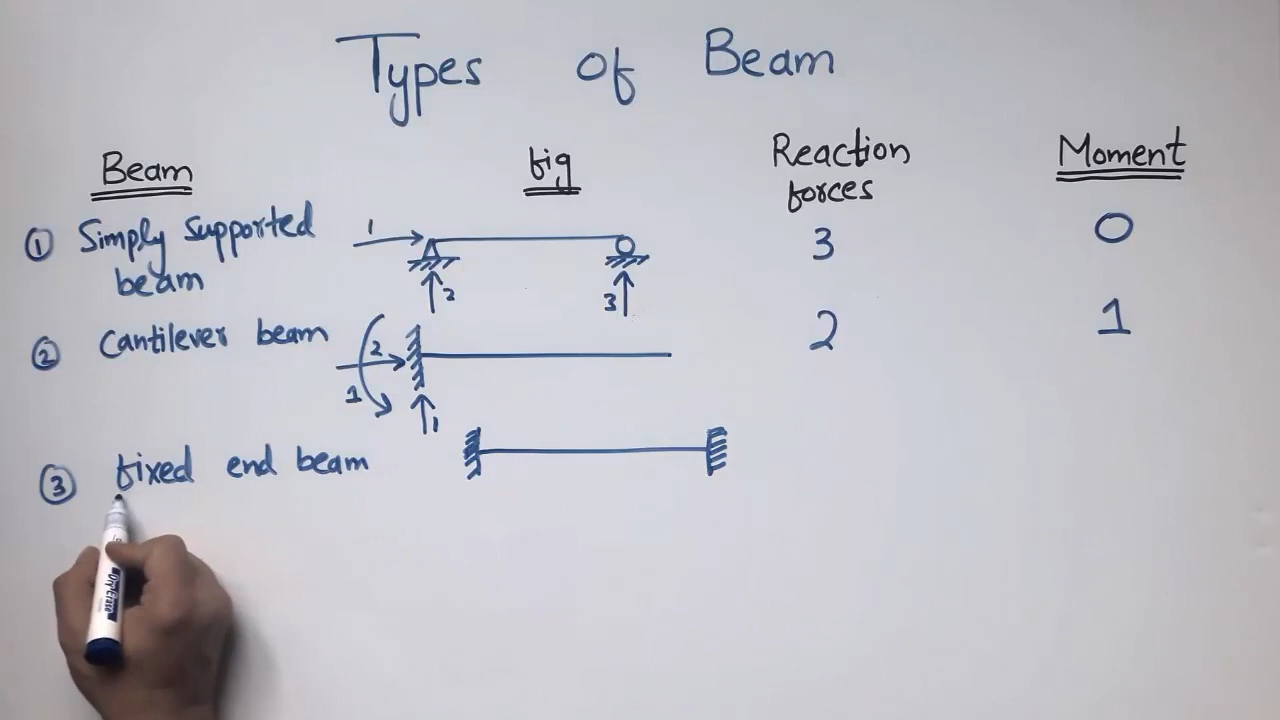 Types of Beam
Beam fig Reaction forces Moment
① Simply supported beam 3 0
1
2 3
② Cantilever beam 2 1
2
1
1
③ fixed end beam
DryErase